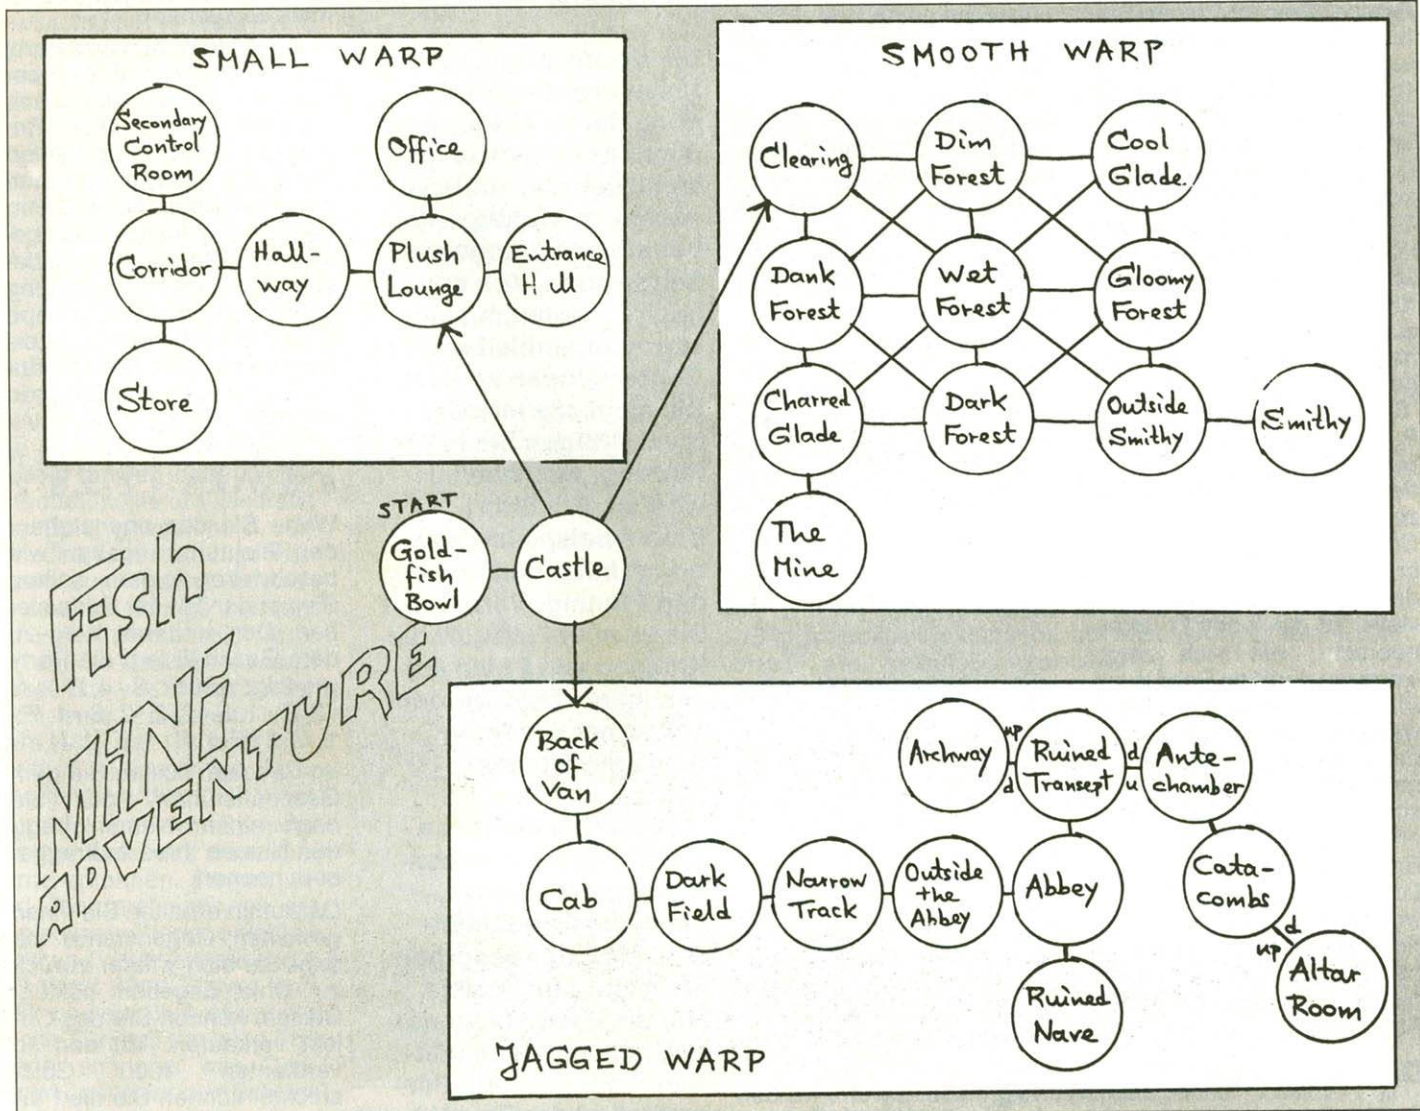 SMALL WARP
Secondary
Control
Room
Office
Corridor
Hall-
way
Plush
Lounge
Entrance
Hall
Store
SMOOTH WARP
Clearing
Dim
Forest
Cool
Glade.
Dank
Forest
Wet
Forest
Gloomy
Forest
Charred
Glade
Dark
Forest
Outside
Smithy
Smithy
The
Mine
START
Gold-
fish
Bowl
Castle
Fish
MINI-
ADVENTURE
Back
of
Van
Cab
Dark
Field
Narrow
Track
Outside
the
Abbey
Abbey
Archway
up
d
Ruined
Transept
d
u
Ante-
chamber
Cata-
combs
d
up
Altar
Room
Ruined
Nave
JAGGED WARP